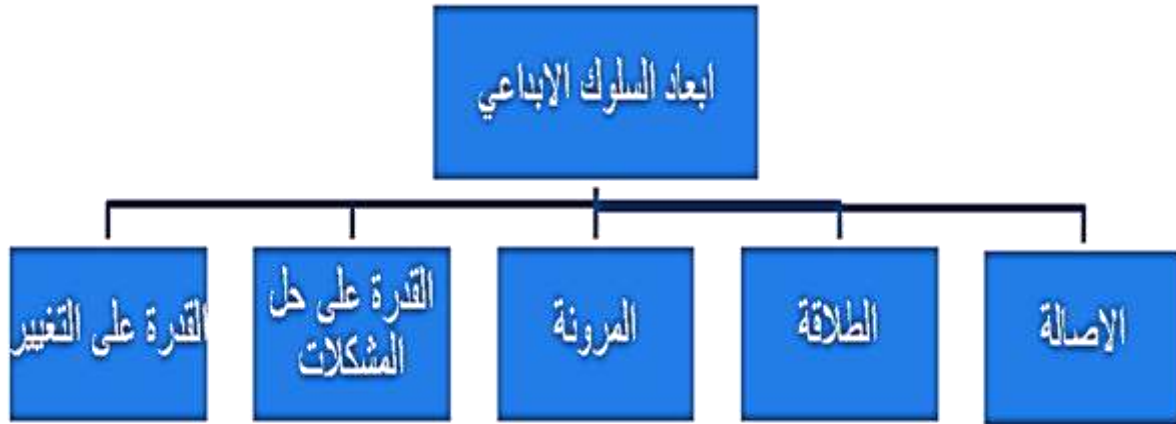 ابعاد السلوك الابداعي
الاصالة
الطلاقة
المرونة
القدرة على حل
المشكلات
القدرة على التغيير